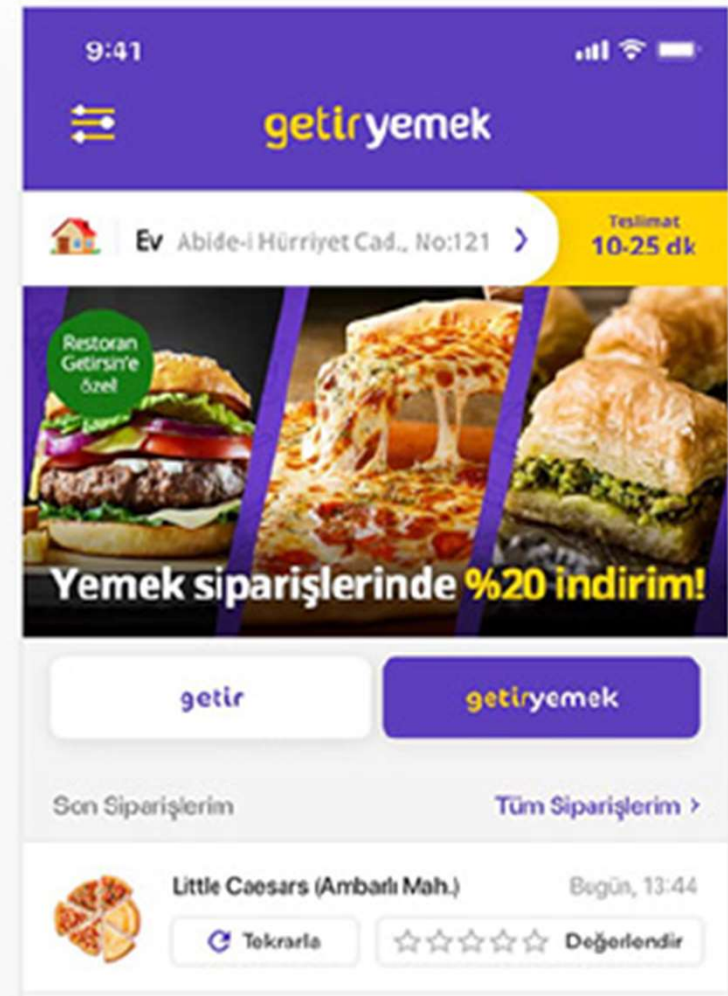 9:41
getiryemek
Ev Abide-i Hürriyet Cad., No:121
Teslimat
10-25 dk
Restoran
Getirsin'e
özel!
Yemek siparişlerinde %20 indirim!
getir
getiryemek
Son Siparişlerim
Tüm Siparişlerim
Little Caesars (Ambarlı Mah.)
Bugün, 13:44
Tekrarla
Değerlendir